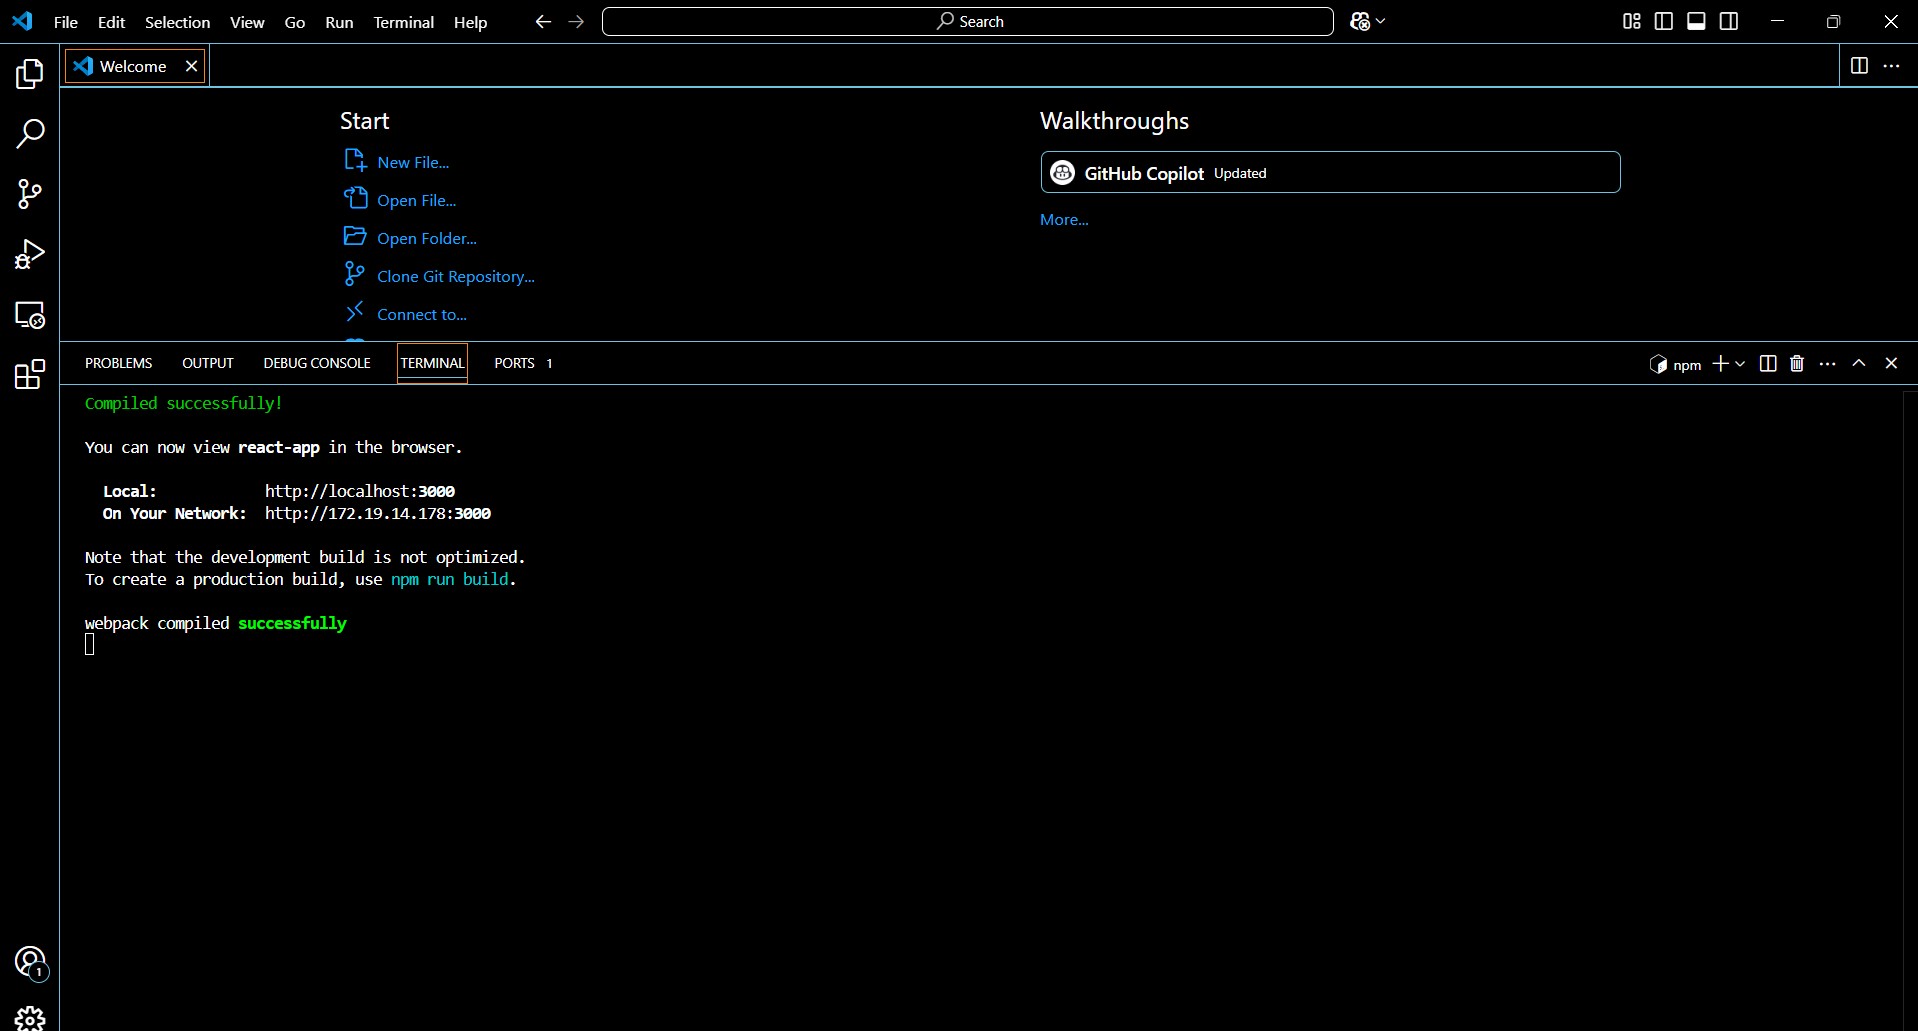 File Edit Selection View Go Run Terminal Help Search
Welcome
Start
New File...
Open File...
Open Folder...
Clone Git Repository...
Connect to...
Walkthroughs
GitHub Copilot Updated
More...
PROBLEMS OUTPUT DEBUG CONSOLE TERMINAL PORTS 1 npm
Compiled successfully!
You can now view react-app in the browser.
Local: http://localhost:3000
On Your Network: http://172.19.14.178:3000
Note that the development build is not optimized.
To create a production build, use npm run build.
webpack compiled successfully
1